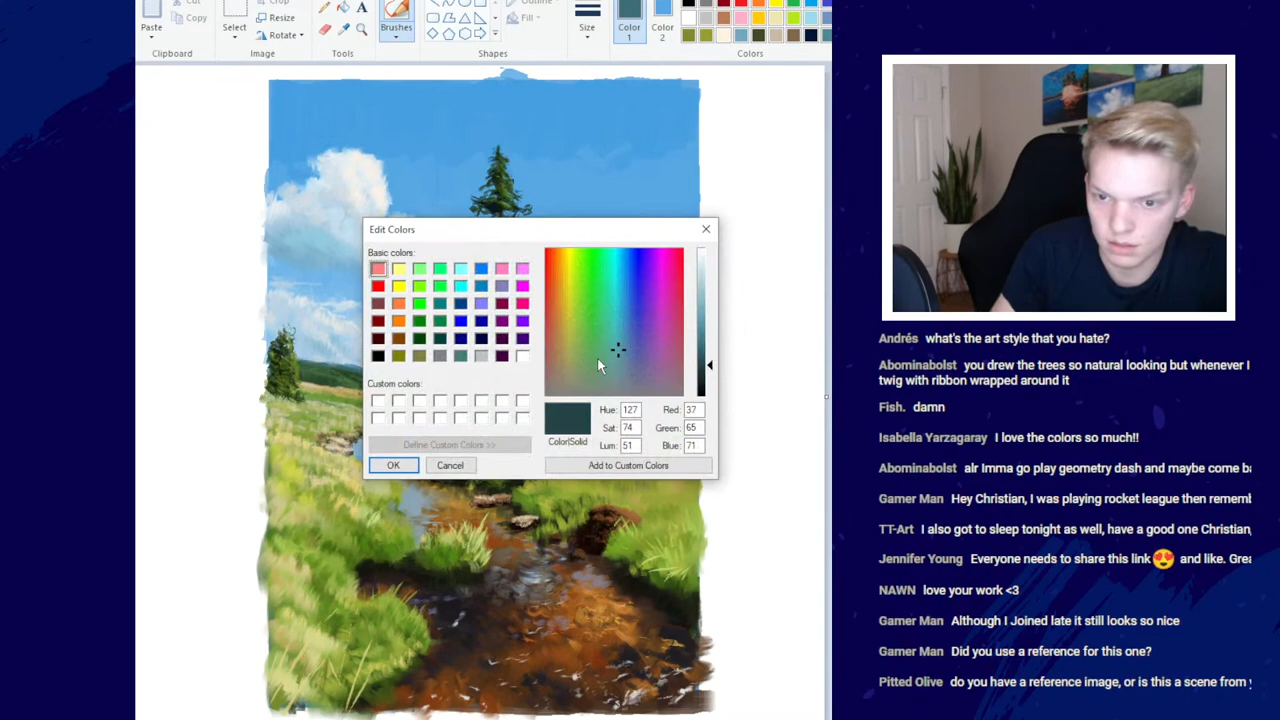 Cut
Crop
Outline
Paste
Copy
Select
Resize
Rotate
Brushes
Fill
Size
Color
1
Color
2
Clipboard
Image
Tools
Shapes
Colors
Edit Colors
Basic colors:
Custom colors:
Define Custom Colors >>
OK
Cancel
Color|Solid
Hue: 127
Sat: 74
Lum: 51
Red: 37
Green: 65
Blue: 71
Add to Custom Colors
Andrés what's the art style that you hate?
Abominabolst you drew the trees so natural looking but whenever I
twig with ribbon wrapped around it
Fish. damn
Isabella Yarzagaray I love the colors so much!!
Abominabolst alr Imma go play geometry dash and maybe come ba
Gamer Man Hey Christian, I was playing rocket league then rememb
TT-Art I also got to sleep tonight as well, have a good one Christian,
Jennifer Young Everyone needs to share this link😍 and like. Grea
NAWN love your work <3
Gamer Man Although I Joined late it still looks so nice
Gamer Man Did you use a reference for this one?
Pitted Olive do you have a reference image, or is this a scene from y